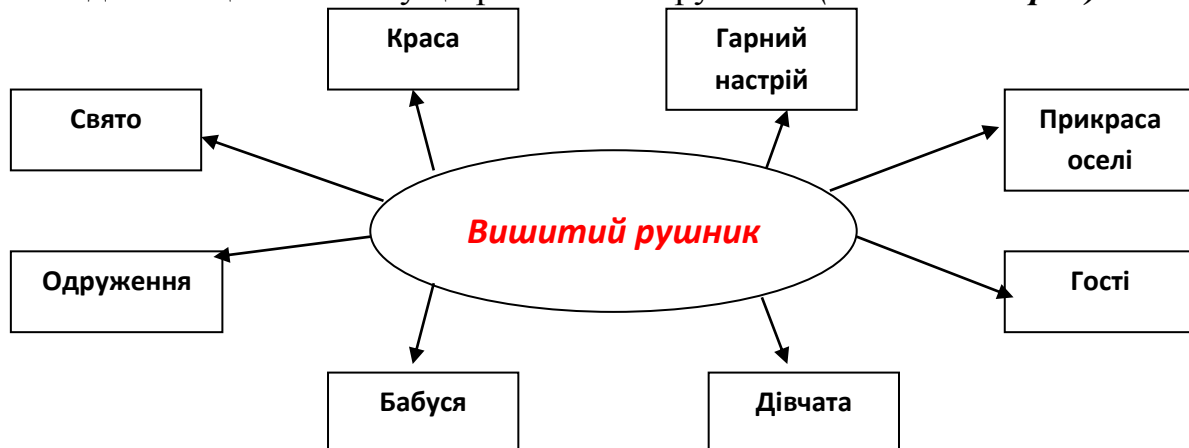 Краса
Гарний
настрій
Свято
Прикраса
оселі
Вишитий рушник
Одруження
Гості
Бабуся
Дівчата